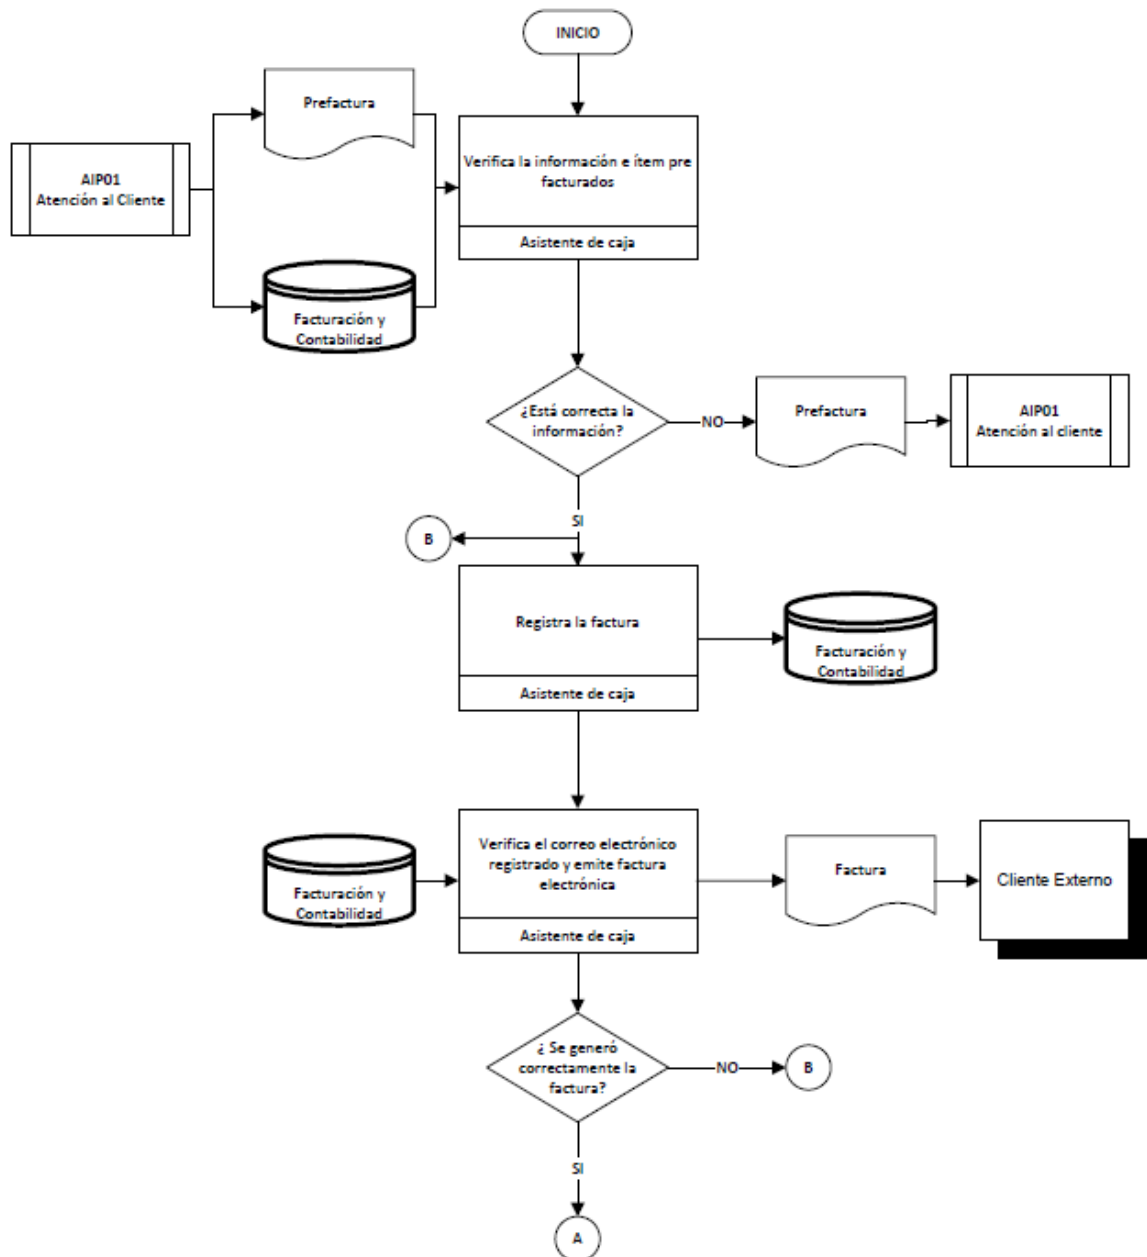 INICIO
Prefactura
AIP01
Atención al Cliente
Verifica la información e ítem pre
facturados
Asistente de caja
Facturación y
Contabilidad
¿Está correcta la
información?
NO
Prefactura
AIP01
Atención al cliente
SI
B
Registra la factura
Asistente de caja
Facturación y
Contabilidad
Facturación y
Contabilidad
Verifica el correo electrónico
registrado y emite factura
electrónica
Asistente de caja
Factura
Cliente Externo
¿ Se generó
correctamente la
factura?
NO
B
SI
A